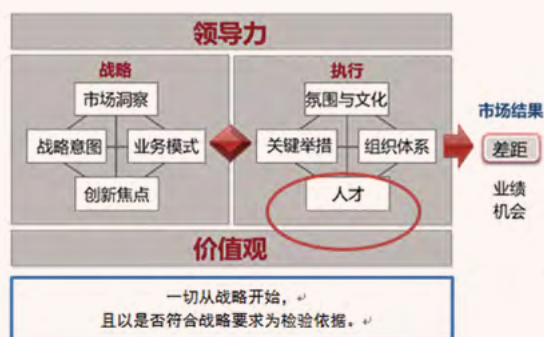 领导力
战略
执行
市场洞察
氛围与文化
市场结果
战略意图
业务模式
关键举措
组织体系
差距
创新焦点
人才
业绩
机会
价值观
一切从战略开始，
且以是否符合战略要求为检验依据。